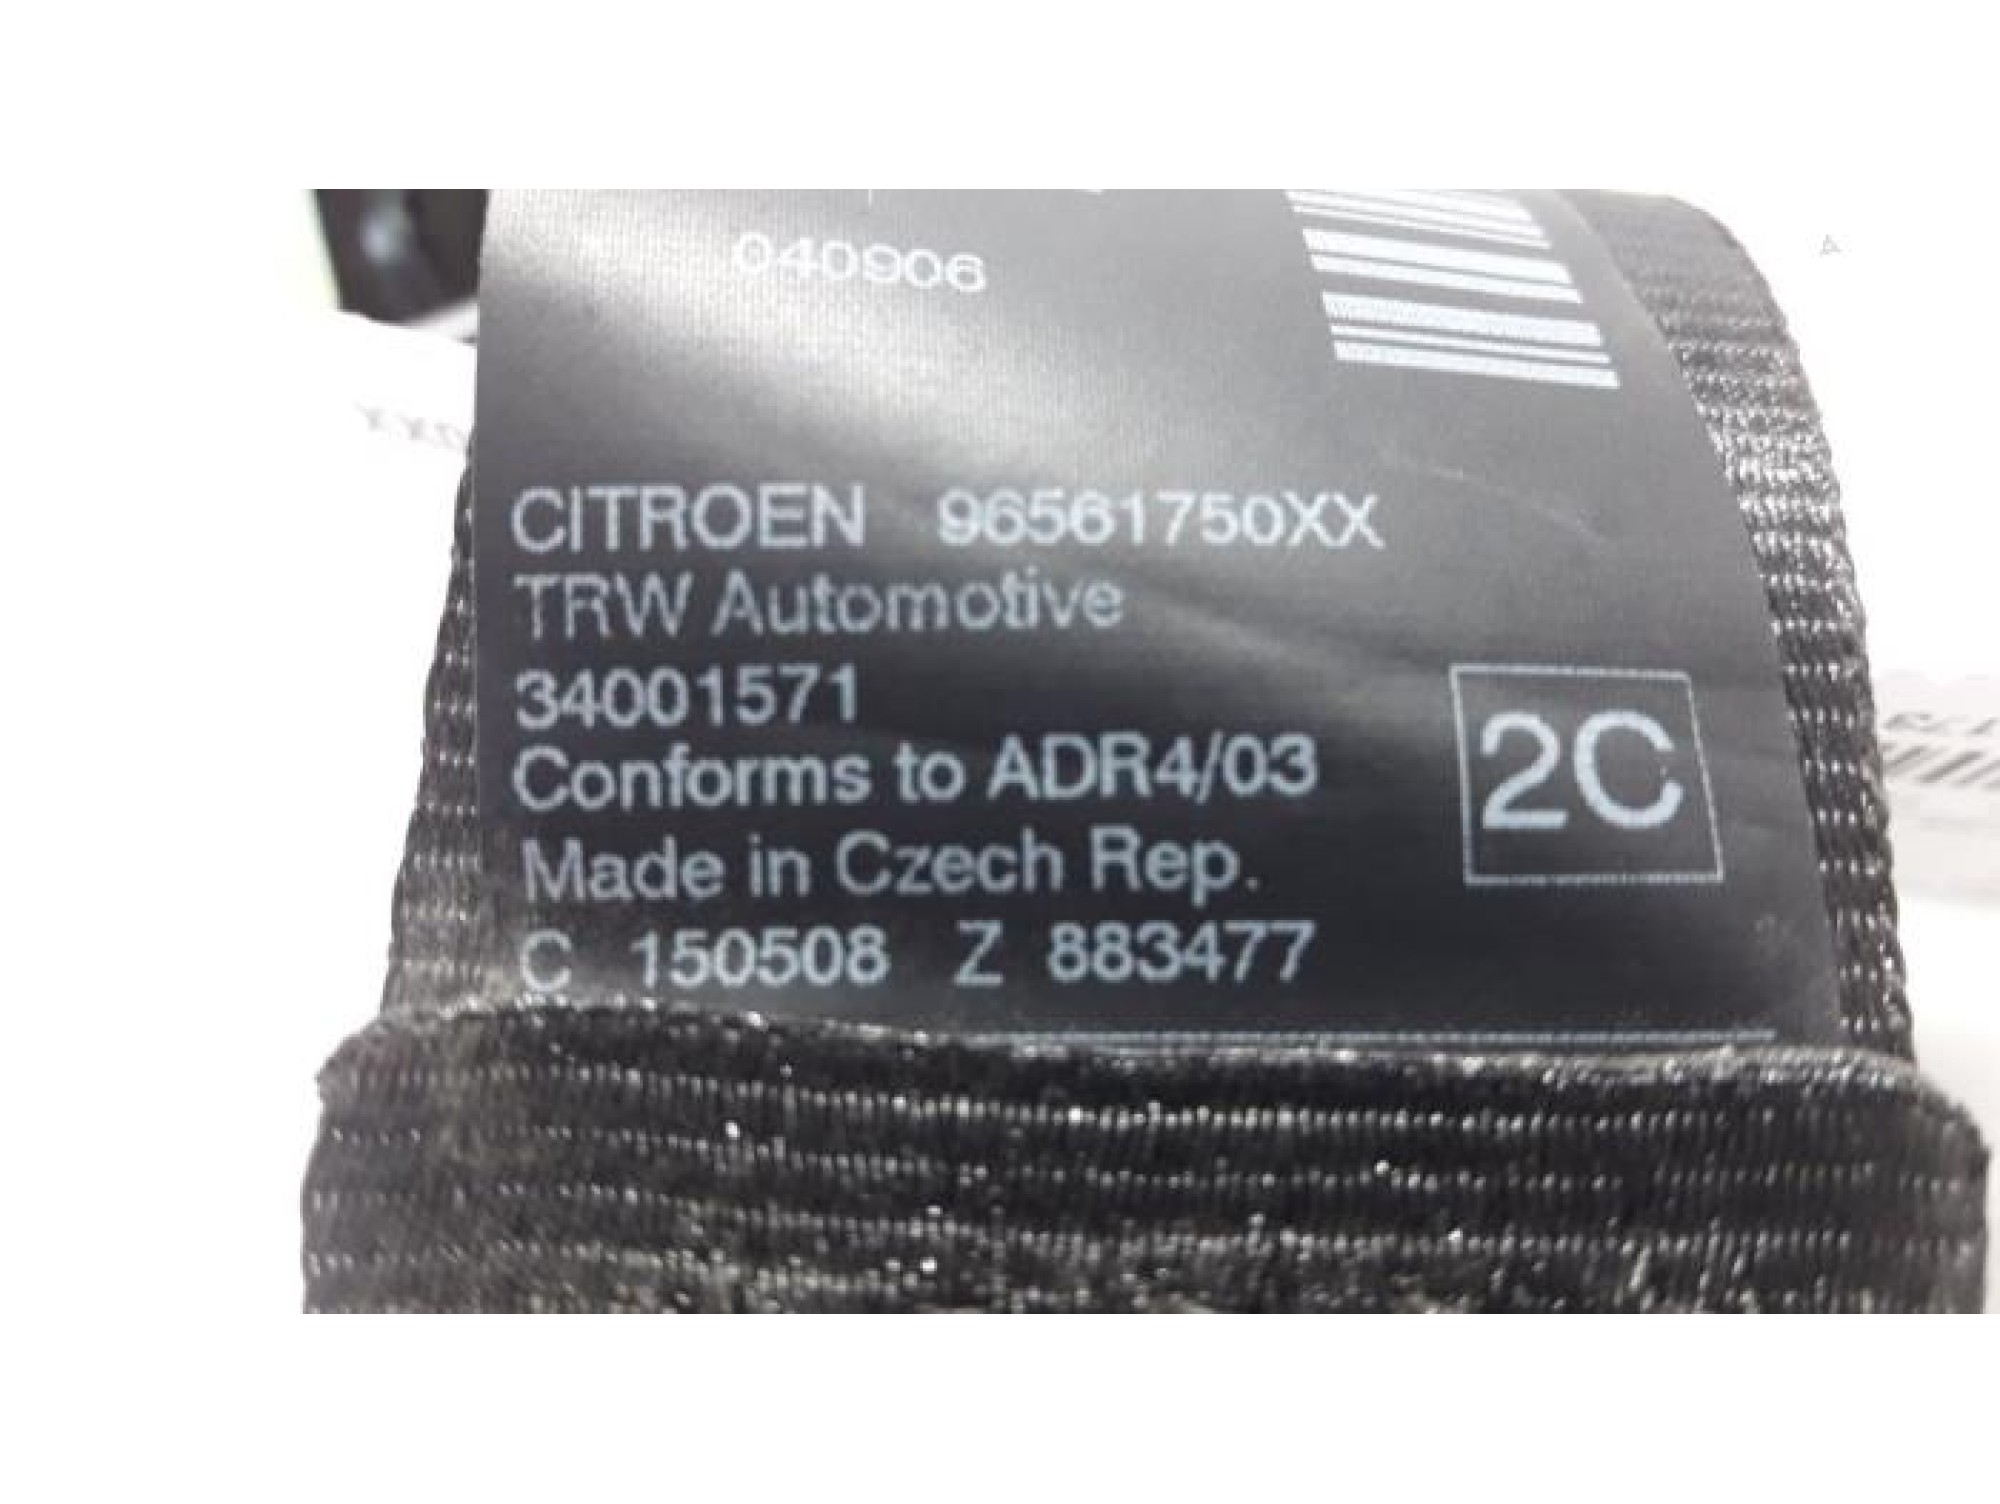 040906
CITROEN 96561750XX
TRW Automotive
34001571
Conforms to ADR4/03
2C
Made in Czech Rep.
C 150508 Z 883477